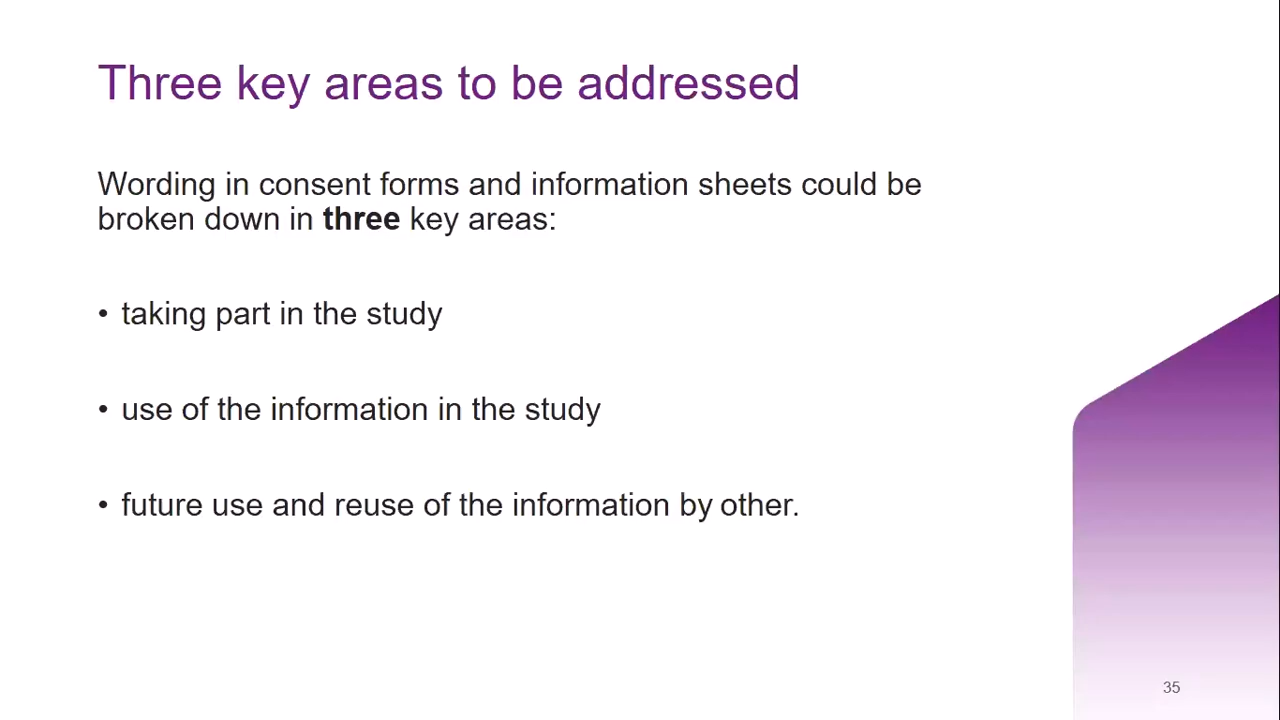 Three key areas to be addressed
Wording in consent forms and information sheets could be
broken down in three key areas:
• taking part in the study
• use of the information in the study
• future use and reuse of the information by other.
35